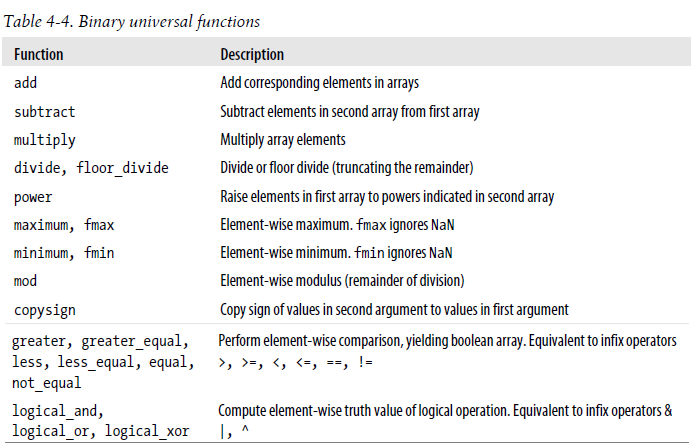 Table 4-4. Binary universal functions
Function Description
add Add corresponding elements in arrays
subtract Subtract elements in second array from first array
multiply Multiply array elements
divide, floor_divide Divide or floor divide (truncating the remainder)
power Raise elements in first array to powers indicated in second array
maximum, fmax Element-wise maximum. fmax ignores NaN
minimum, fmin Element-wise minimum. fmin ignores NaN
mod Element-wise modulus (remainder of division)
copysign Copy sign of values in second argument to values in first argument
greater, greater_equal, Perform element-wise comparison, yielding boolean array. Equivalent to infix operators
less, less_equal, equal, >, >=, <, <=, ==, !=
not_equal
logical_and, Compute element-wise truth value of logical operation. Equivalent to infix operators &
logical_or, logical_xor |, ^